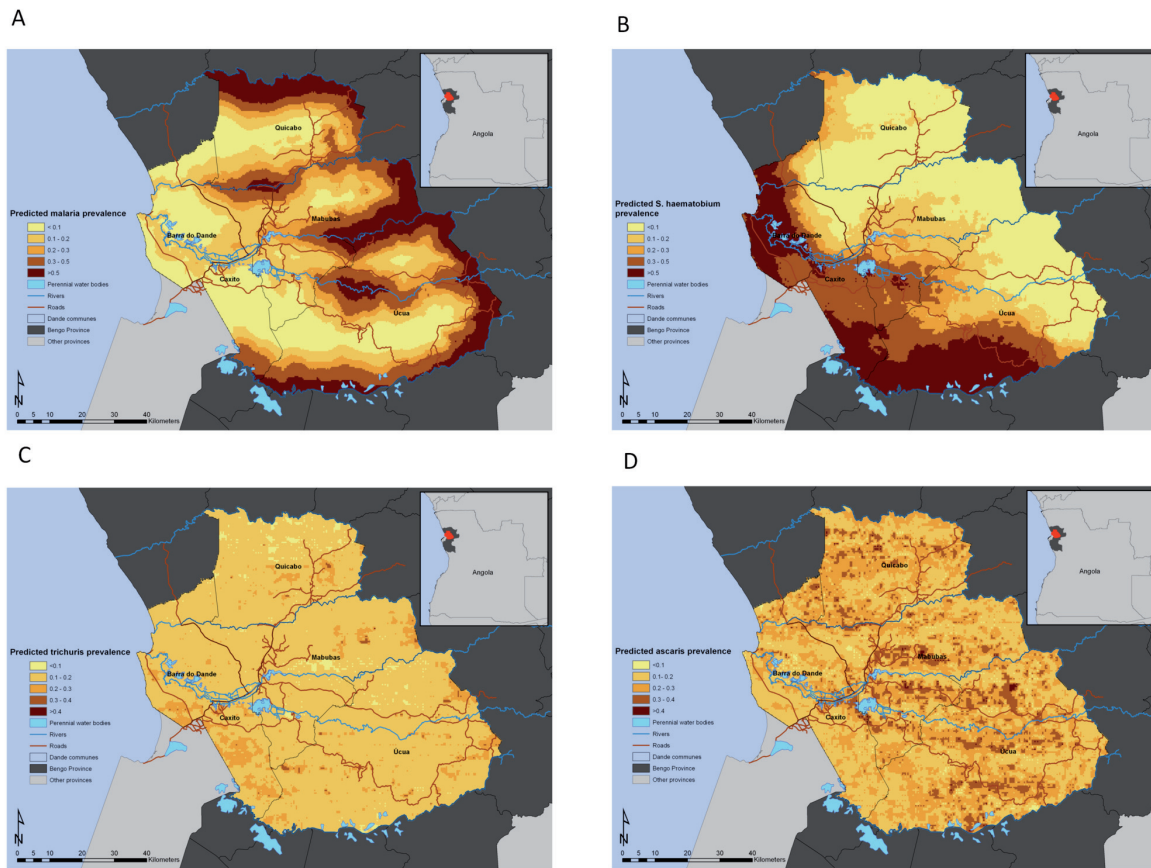 A
Quicabo
Angola
Predicted malaria prevalence
< 0.1
0.1 - 0.2
0.2 - 0.3
0.3 - 0.5
>0.5
Perennial water bodies
Rivers
Roads
Dande communes
Bengo Province
Other provinces
Mabubas
Barra do Dande
Caxito
Úcua
N
0 5 10 20 30 40
Kilometers
B
Quicabo
Angola
Predicted S. haematobium
prevalence
< 0.1
0.1 - 0.2
0.2 - 0.3
0.3 - 0.5
>0.5
Perennial water bodies
Rivers
Roads
Dande communes
Bengo Province
Other provinces
Mabubas
Barra do Dande
Caxito
Úcua
N
0 5 10 20 30 40
Kilometers
C
Quicabo
Angola
Predicted trichuris prevalence
<0.1
0.1 - 0.2
0.2 - 0.3
0.3 - 0.4
>0.4
Perennial water bodies
Rivers
Roads
Dande communes
Bengo Province
Other provinces
Mabubas
Barra do Dande
Caxito
Úcua
N
0 5 10 20 30 40
Kilometers
D
Quicabo
Angola
Predicted ascaris prevalence
<0.1
0.1 - 0.2
0.2 - 0.3
0.3 - 0.4
>0.4
Perennial water bodies
Rivers
Roads
Dande communes
Bengo Province
Other provinces
Mabubas
Barra do Dande
Caxito
Úcua
N
0 5 10 20 30 40
Kilometers